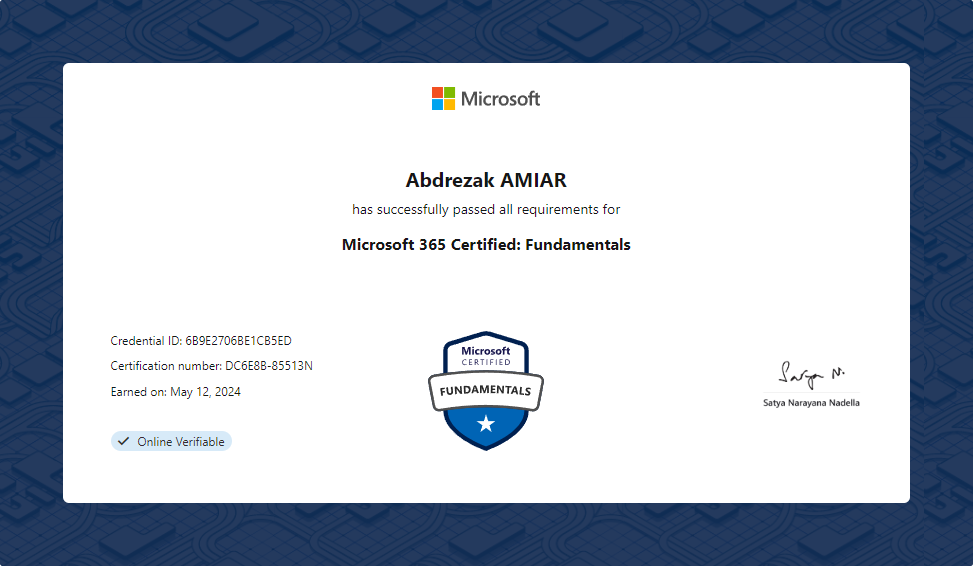 Microsoft
Abdrezak AMIAR
has successfully passed all requirements for
Microsoft 365 Certified: Fundamentals
Credential ID: 6B9E2706BE1CB5ED
Certification number: DC6E8B-85513N
Earned on: May 12, 2024
Online Verifiable
Microsoft
CERTIFIED
FUNDAMENTALS
Satya N.
Satya Narayana Nadella